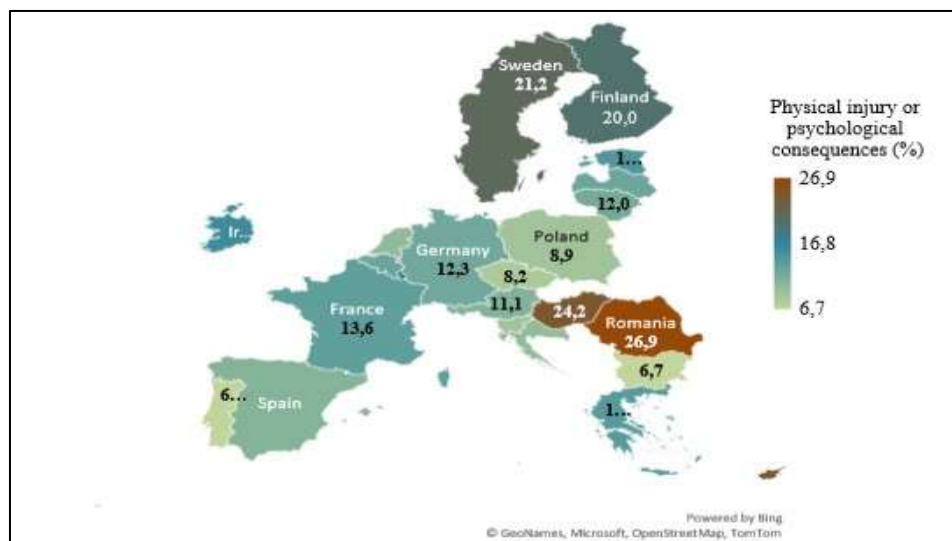 Sweden
21,2
Finland
20,0
Physical injury or
psychological
consequences (%)
26,9
16,8
6,7
1...
12,0
Ir...
Germany
12,3
Poland
8,9
8,2
11,1
24,2
France
13,6
Romania
26,9
6,7
6...
Spain
1...
Powered by Bing
© GeoNames, Microsoft, OpenStreetMap, TomTom